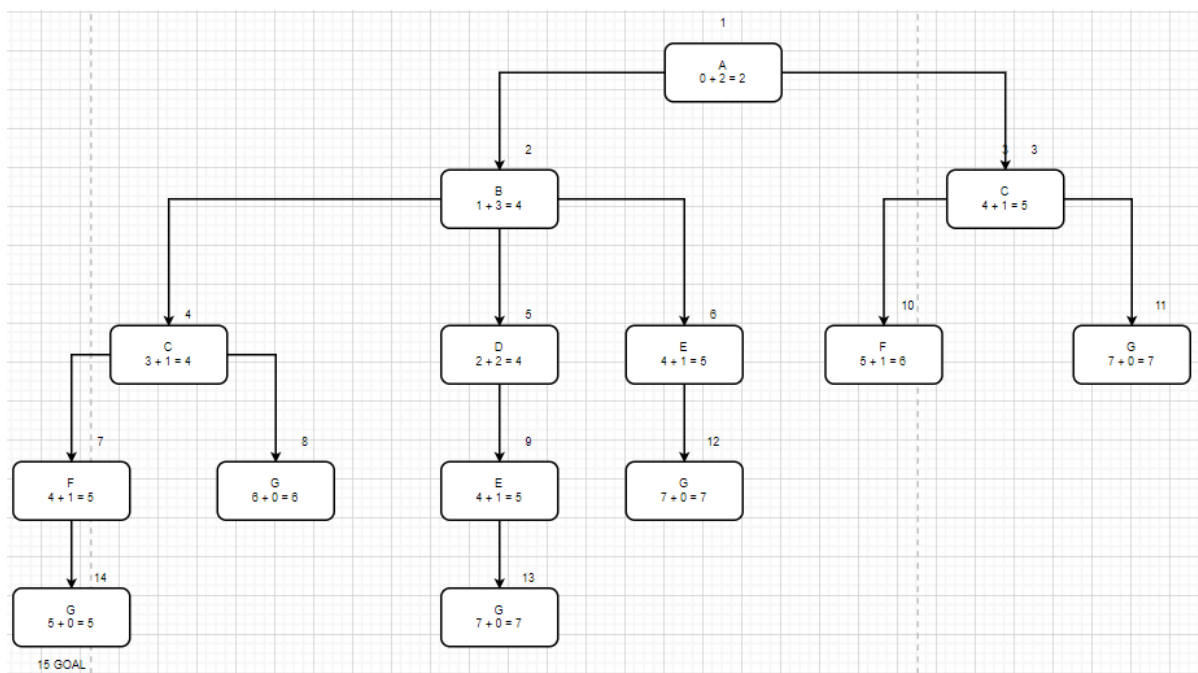 1
A
0 + 2 = 2
2
3 3
B
1 + 3 = 4
C
4 + 1 = 5
4
5
6
10
11
C
3 + 1 = 4
D
2 + 2 = 4
E
4 + 1 = 5
F
5 + 1 = 6
G
7 + 0 = 7
7
8
9
12
F
4 + 1 = 5
G
6 + 0 = 6
E
4 + 1 = 5
G
7 + 0 = 7
14
13
G
5 + 0 = 5
G
7 + 0 = 7
15 GOAL